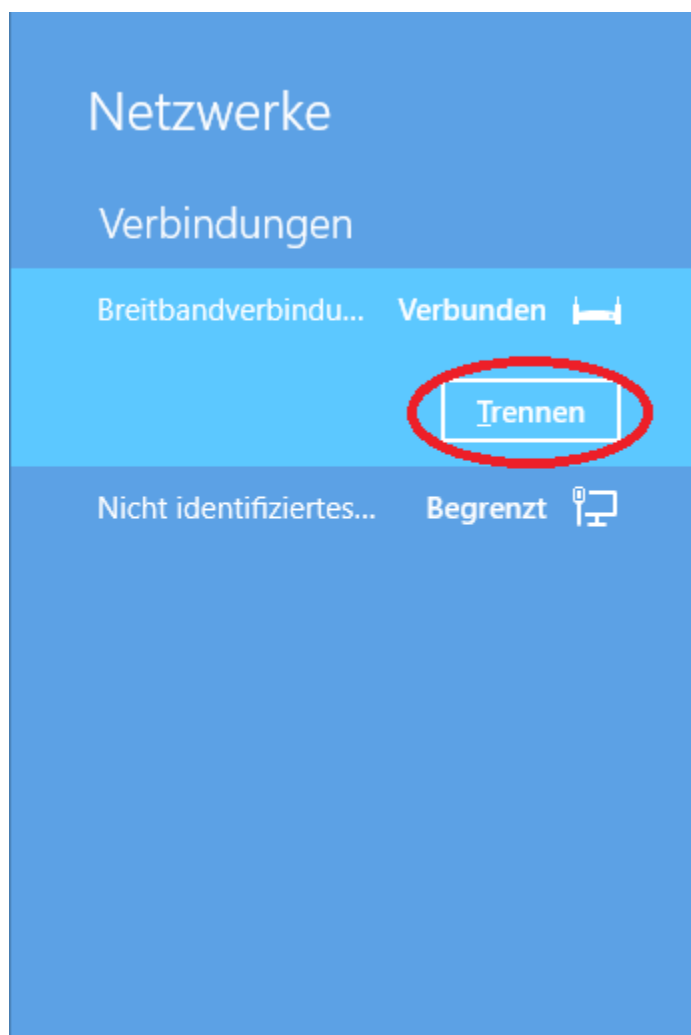 Netzwerke
Verbindungen
Breitbandverbindu... Verbunden
Trennen
Nicht identifiziertes... Begrenzt